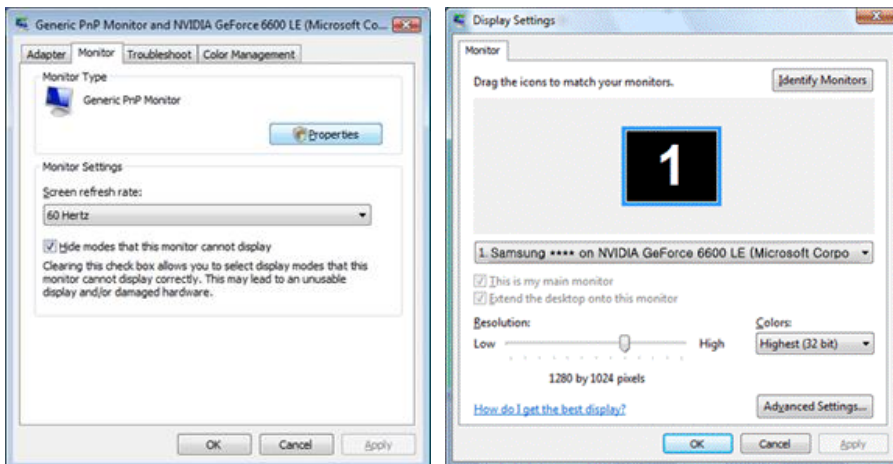 Generic PnP Monitor and NVIDIA GeForce 6600 LE (Microsoft Co...
Adapter Monitor Troubleshoot Color Management
Monitor Type
Generic PnP Monitor
Properties
Monitor Settings
Screen refresh rate:
60 Hertz
Hide modes that this monitor cannot display
Clearing this check box allows you to select display modes that this
monitor cannot display correctly. This may lead to an unusable
display and/or damaged hardware.
OK Cancel Apply
Display Settings
Monitor
Drag the icons to match your monitors.
Identify Monitors
1
1. Samsung **** on NVIDIA GeForce 6600 LE (Microsoft Corpo
This is my main monitor
Extend the desktop onto this monitor
Resolution:
Low High
1280 by 1024 pixels
Colors:
Highest (32 bit)
How do I get the best display?
Advanced Settings...
OK Cancel Apply